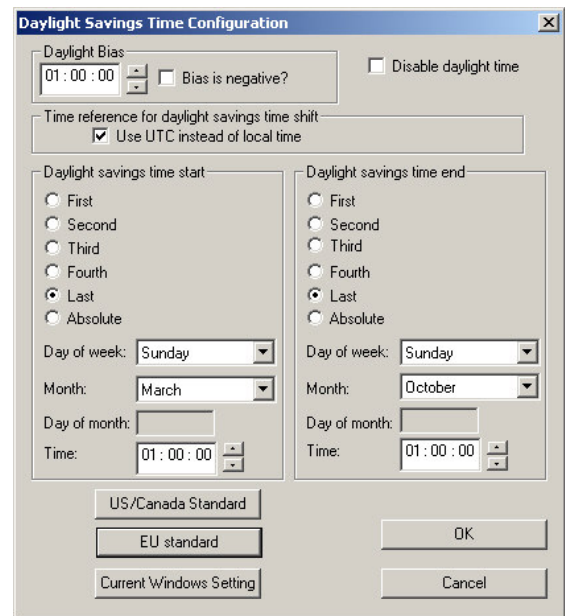 Daylight Savings Time Configuration
Daylight Bias
01 : 00 : 00
Bias is negative?
Disable daylight time
Time reference for daylight savings time shift
Use UTC instead of local time
Daylight savings time start
First
Second
Third
Fourth
Last
Absolute
Day of week: Sunday
Month: March
Day of month:
Time: 01 : 00 : 00
Daylight savings time end
First
Second
Third
Fourth
Last
Absolute
Day of week: Sunday
Month: October
Day of month:
Time: 01 : 00 : 00
US/Canada Standard
EU standard
Current Windows Setting
OK
Cancel